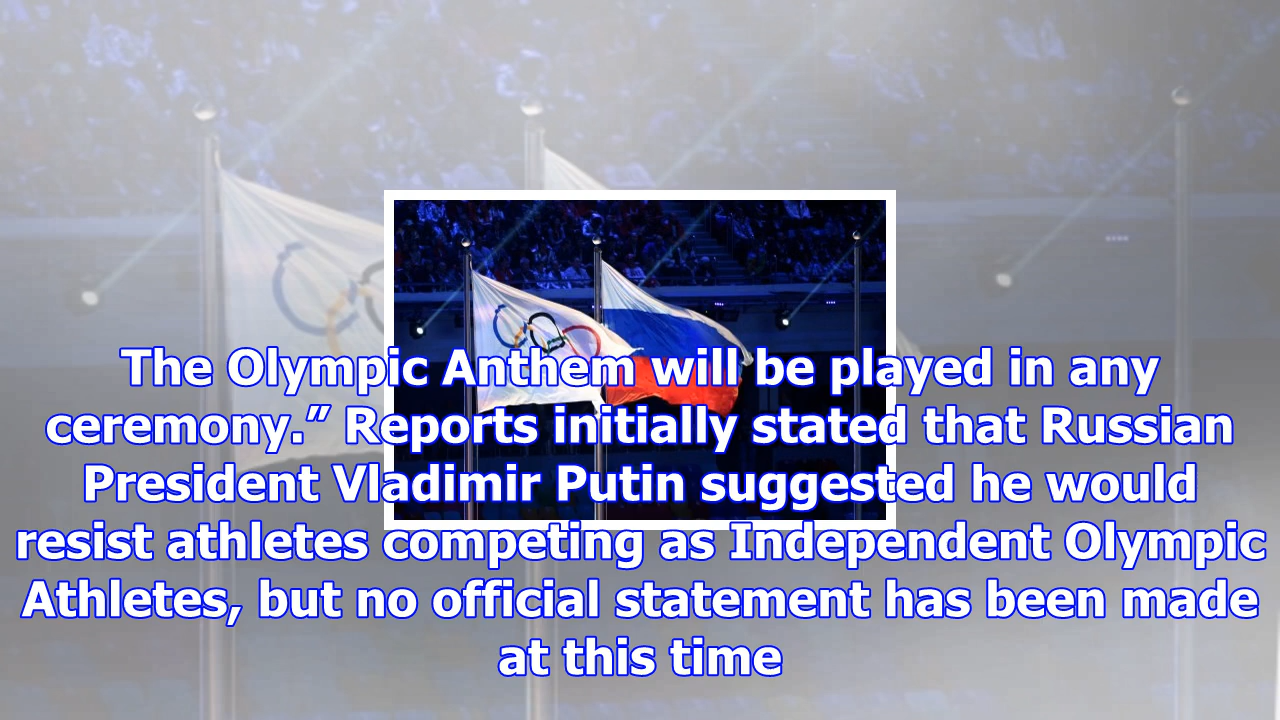 The Olympic Anthem will be played in any
ceremony.” Reports initially stated that Russian
President Vladimir Putin suggested he would
resist athletes competing as Independent Olympic
Athletes, but no official statement has been made
at this time